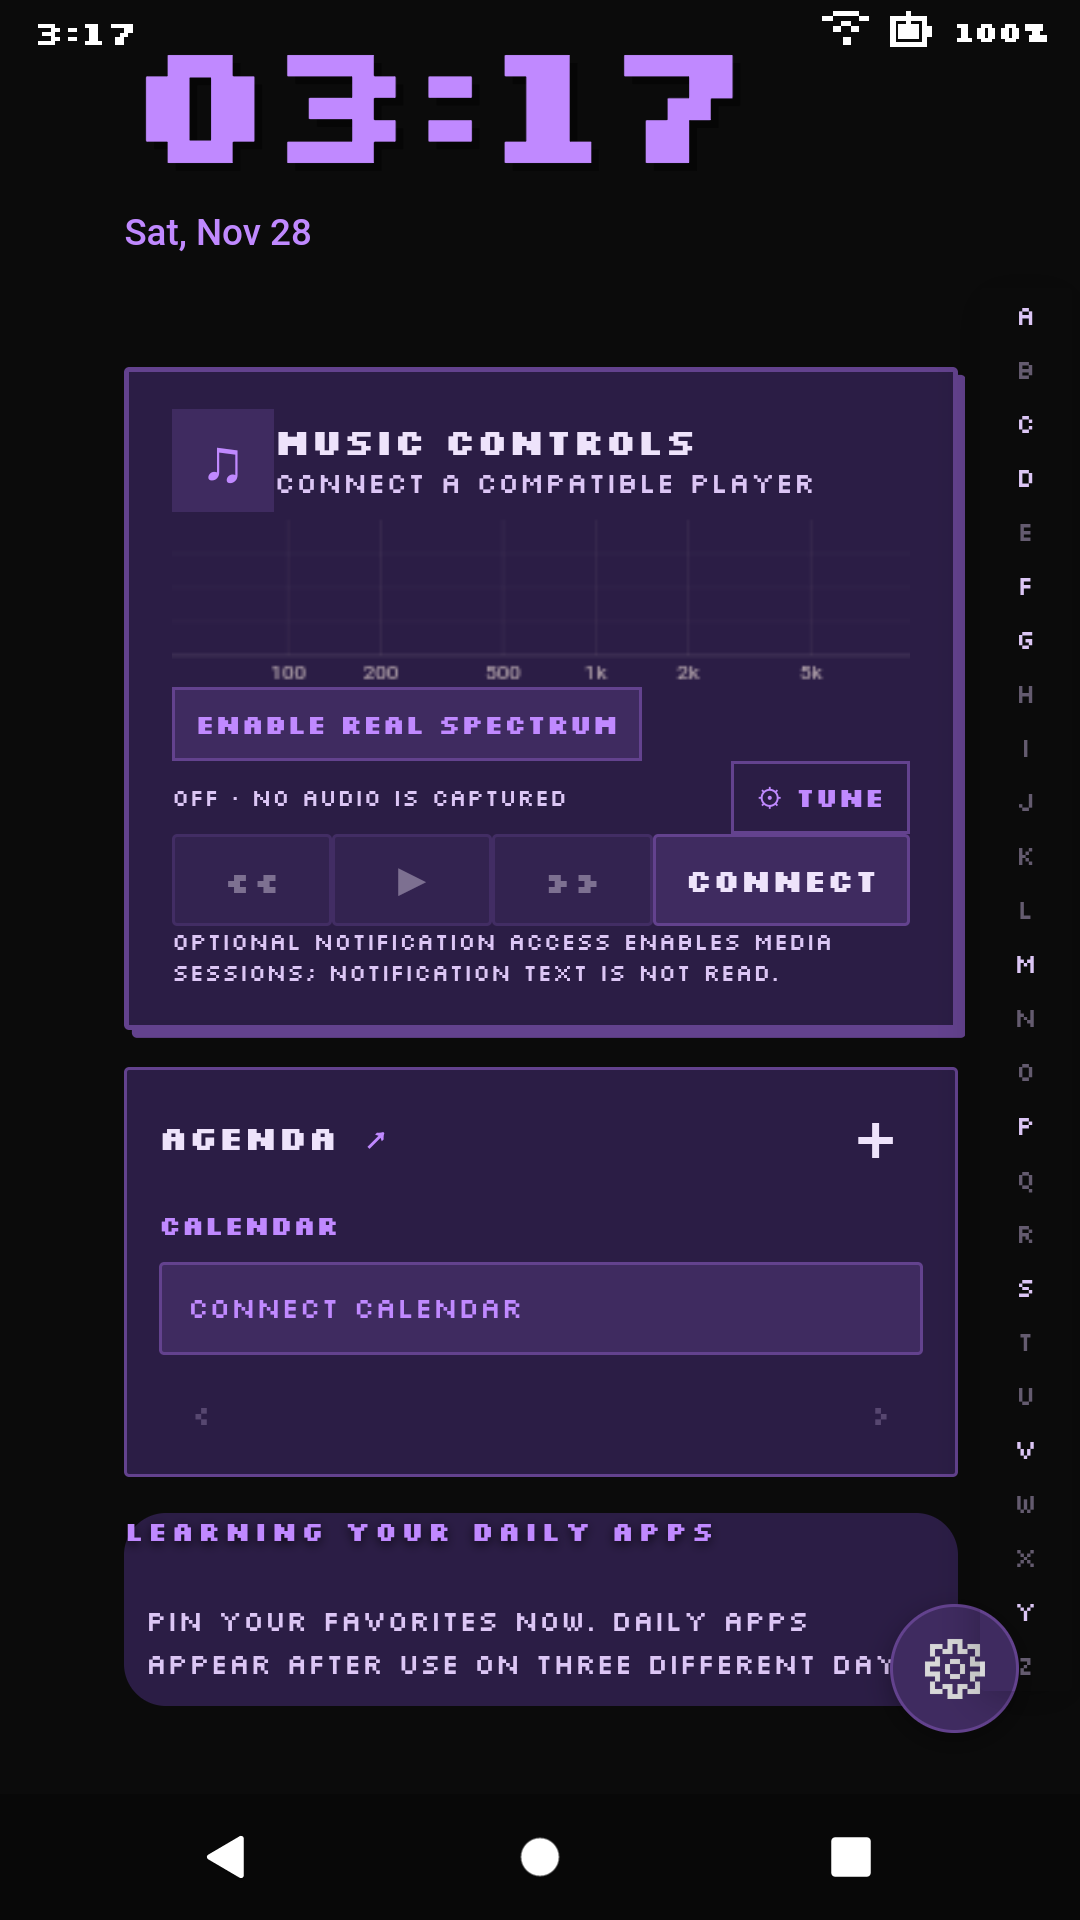 3:17
100%
03:17
Sat, Nov 28
A
B
C
D
E
F
G
H
I
J
K
L
M
N
O
P
Q
R
S
T
U
V
W
X
Y
Z
♫
MUSIC CONTROLS
CONNECT A COMPATIBLE PLAYER
100 200 500 1k 2k 5k
ENABLE REAL SPECTRUM
OFF · NO AUDIO IS CAPTURED
⚙ TUNE
CONNECT
OPTIONAL NOTIFICATION ACCESS ENABLES MEDIA
SESSIONS; NOTIFICATION TEXT IS NOT READ.
AGENDA ↗ +
CALENDAR
CONNECT CALENDAR
< >
LEARNING YOUR DAILY APPS
PIN YOUR FAVORITES NOW. DAILY APPS
APPEAR AFTER USE ON THREE DIFFERENT DAY